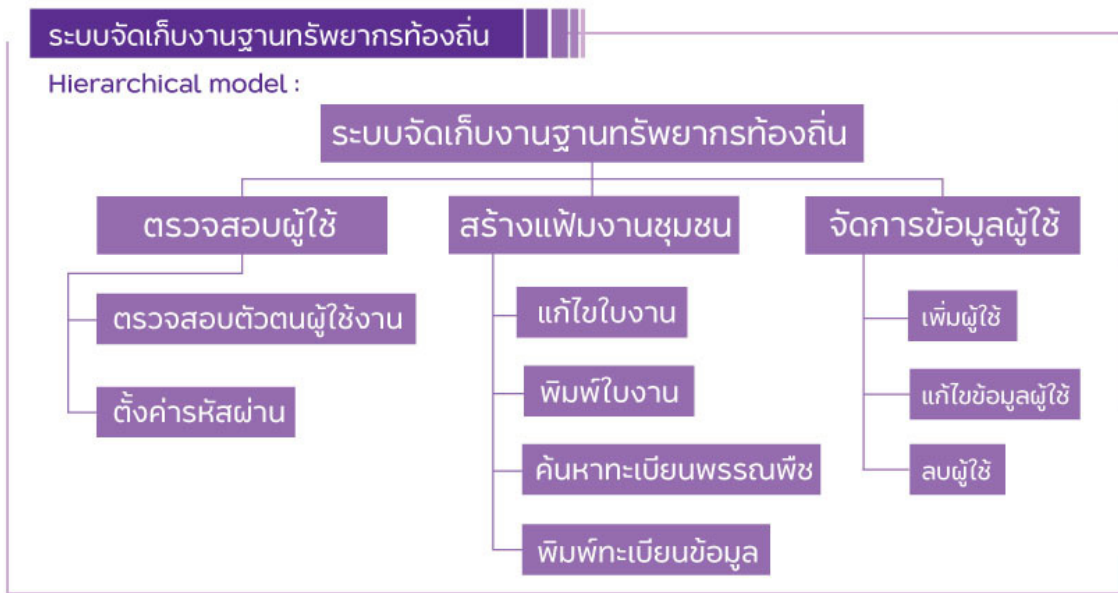 ระบบจัดเก็บงานฐานทรัพยากรท้องถิ่น
Hierarchical model :
ระบบจัดเก็บงานฐานทรัพยากรท้องถิ่น
ตรวจสอบผู้ใช้
ตรวจสอบตัวตนผู้ใช้งาน
ตั้งค่ารหัสผ่าน
สร้างแฟ้มงานชุมชน
แก้ไขใบงาน
พิมพ์ใบงาน
ค้นหาทะเบียนพรรณพืช
พิมพ์ทะเบียนข้อมูล
จัดการข้อมูลผู้ใช้
เพิ่มผู้ใช้
แก้ไขข้อมูลผู้ใช้
ลบผู้ใช้